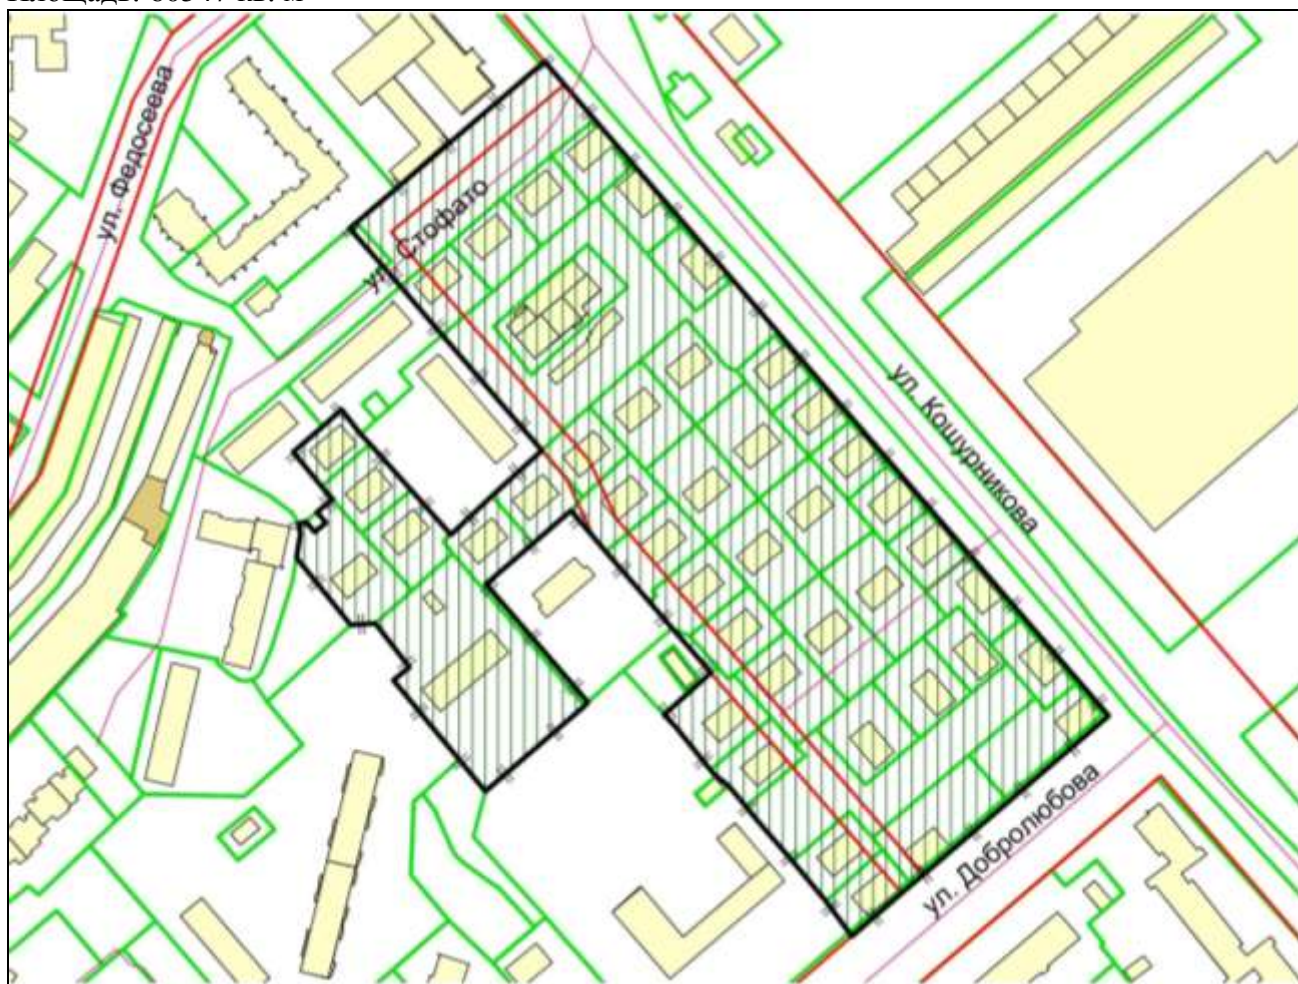 ул. Федосеева
ул. Стофато
ул. Кошурникова
ул. Добролюбова